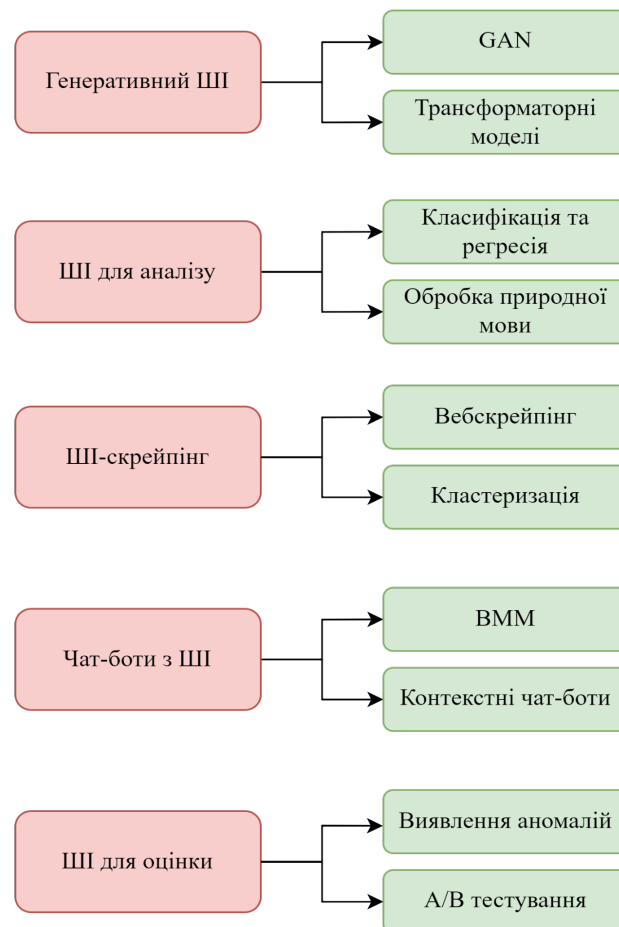 Генеративний ШІ
GAN
Трансформаторні
моделі
ШІ для аналізу
Класифікація та
регресія
Обробка природної
мови
ШІ-скрейпінг
Вебскрейпінг
Кластеризація
Чат-боти з ШІ
ВММ
Контекстні чат-боти
ШІ для оцінки
Виявлення аномалій
А/В тестування